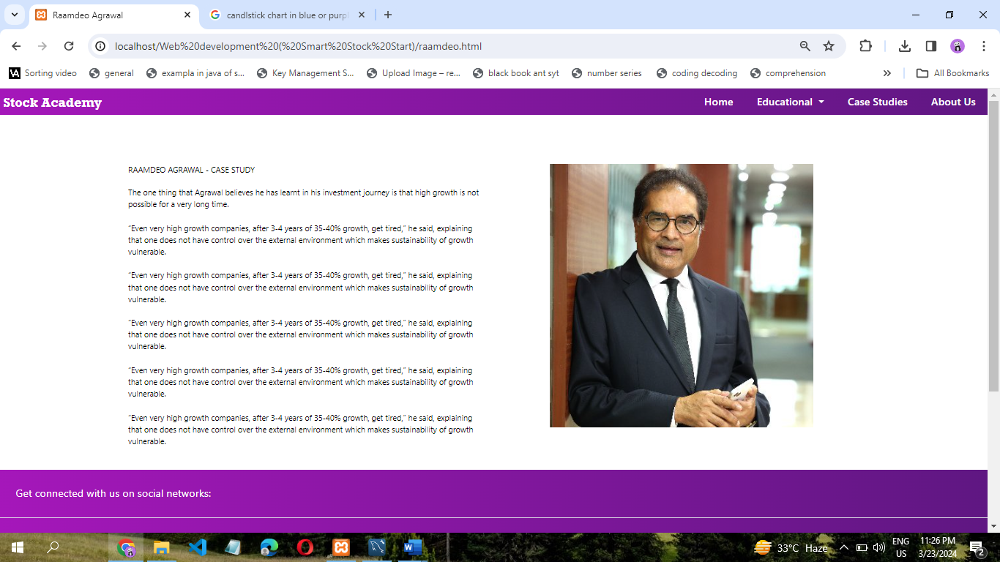 Raamdeo Agrawal
candlstick chart in blue or purp
localhost/Web%20development%20(%20Smart%20Stock%20Start)/raamdeo.html
VA Sorting video general exampla in java of s... Key Management S... Upload Image – re... black book ant syt number series coding decoding comprehension » All Bookmarks
Stock Academy Home Educational Case Studies About Us
RAAMDEO AGRAWAL - CASE STUDY
The one thing that Agrawal believes he has learnt in his investment journey is that high growth is not
possible for a very long time.
“Even very high growth companies, after 3-4 years of 35-40% growth, get tired,” he said, explaining
that one does not have control over the external environment which makes sustainability of growth
vulnerable.
“Even very high growth companies, after 3-4 years of 35-40% growth, get tired,” he said, explaining
that one does not have control over the external environment which makes sustainability of growth
vulnerable.
“Even very high growth companies, after 3-4 years of 35-40% growth, get tired,” he said, explaining
that one does not have control over the external environment which makes sustainability of growth
vulnerable.
“Even very high growth companies, after 3-4 years of 35-40% growth, get tired,” he said, explaining
that one does not have control over the external environment which makes sustainability of growth
vulnerable.
“Even very high growth companies, after 3-4 years of 35-40% growth, get tired,” he said, explaining
that one does not have control over the external environment which makes sustainability of growth
vulnerable.
Get connected with us on social networks:
33°C Haze
ENG
US
11:26 PM
3/23/2024
2